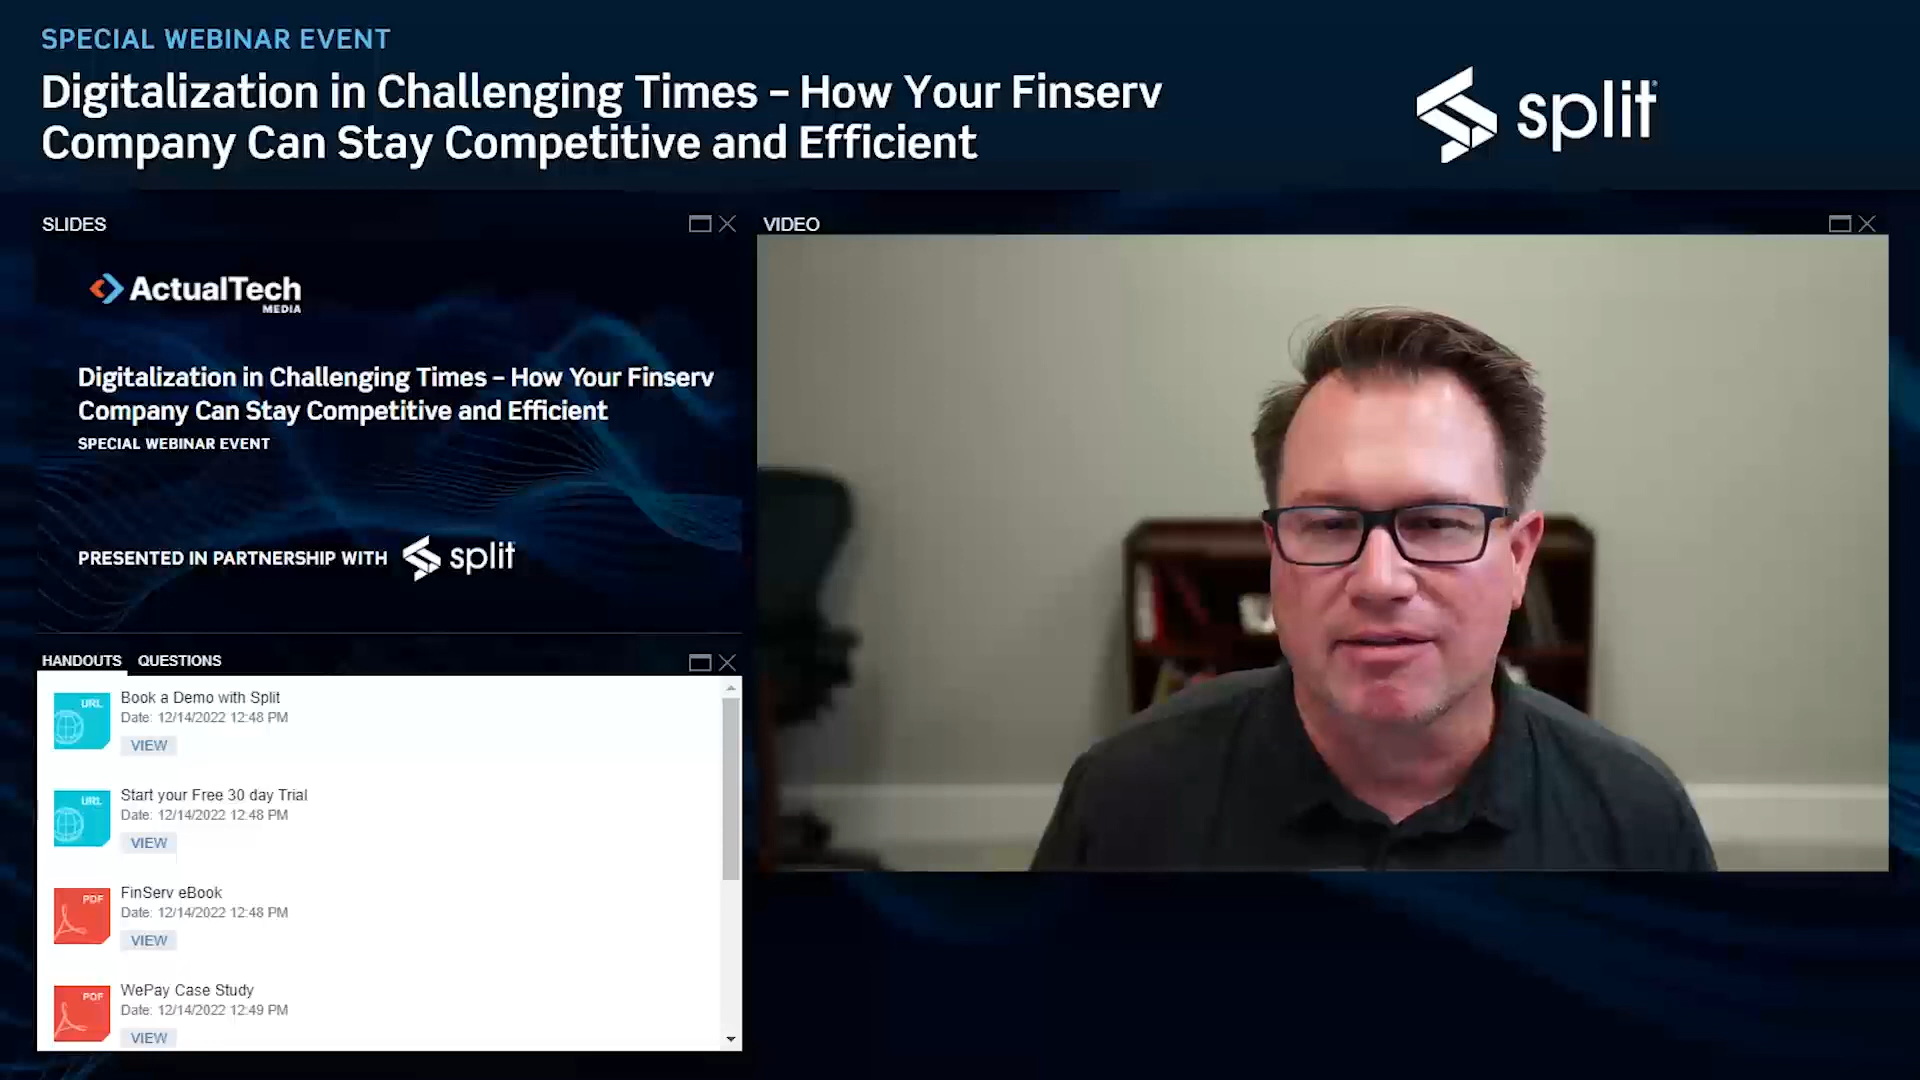 SPECIAL WEBINAR EVENT
Digitalization in Challenging Times – How Your Finserv
Company Can Stay Competitive and Efficient
split
SLIDES
ActualTech
MEDIA
Digitalization in Challenging Times – How Your Finserv
Company Can Stay Competitive and Efficient
SPECIAL WEBINAR EVENT
PRESENTED IN PARTNERSHIP WITH split
VIDEO
HANDOUTS QUESTIONS
URL
Book a Demo with Split
Date: 12/14/2022 12:48 PM
VIEW
URL
Start your Free 30 day Trial
Date: 12/14/2022 12:48 PM
VIEW
PDF
FinServ eBook
Date: 12/14/2022 12:48 PM
VIEW
PDF
WePay Case Study
Date: 12/14/2022 12:49 PM
VIEW